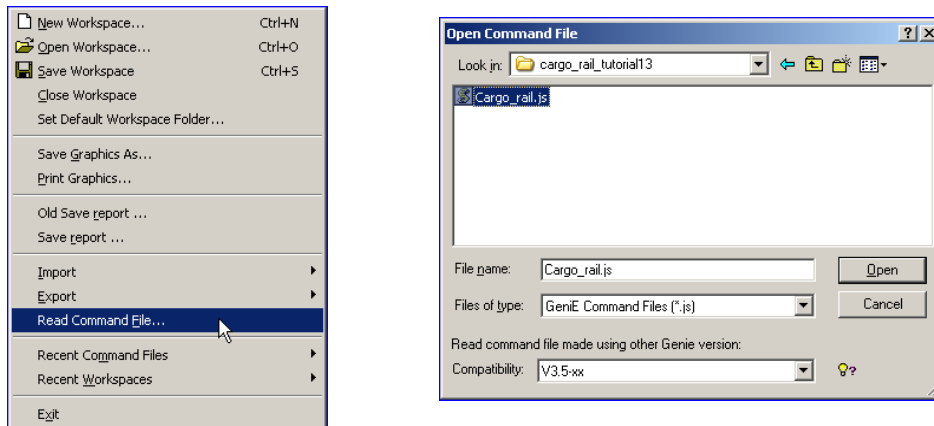 New Workspace... Ctrl+N
Open Workspace... Ctrl+O
Save Workspace Ctrl+S
Close Workspace
Set Default Workspace Folder...
Save Graphics As...
Print Graphics...
Old Save report ...
Save report ...
Import
Export
Read Command File...
Recent Command Files
Recent Workspaces
Exit
Open Command File
Look in: cargo_rail_tutorial13
Cargo_rail.js
File name: Cargo_rail.js Open
Files of type: GeniE Command Files (*.js) Cancel
Read command file made using other Genie version:
Compatibility: V3.5-xx